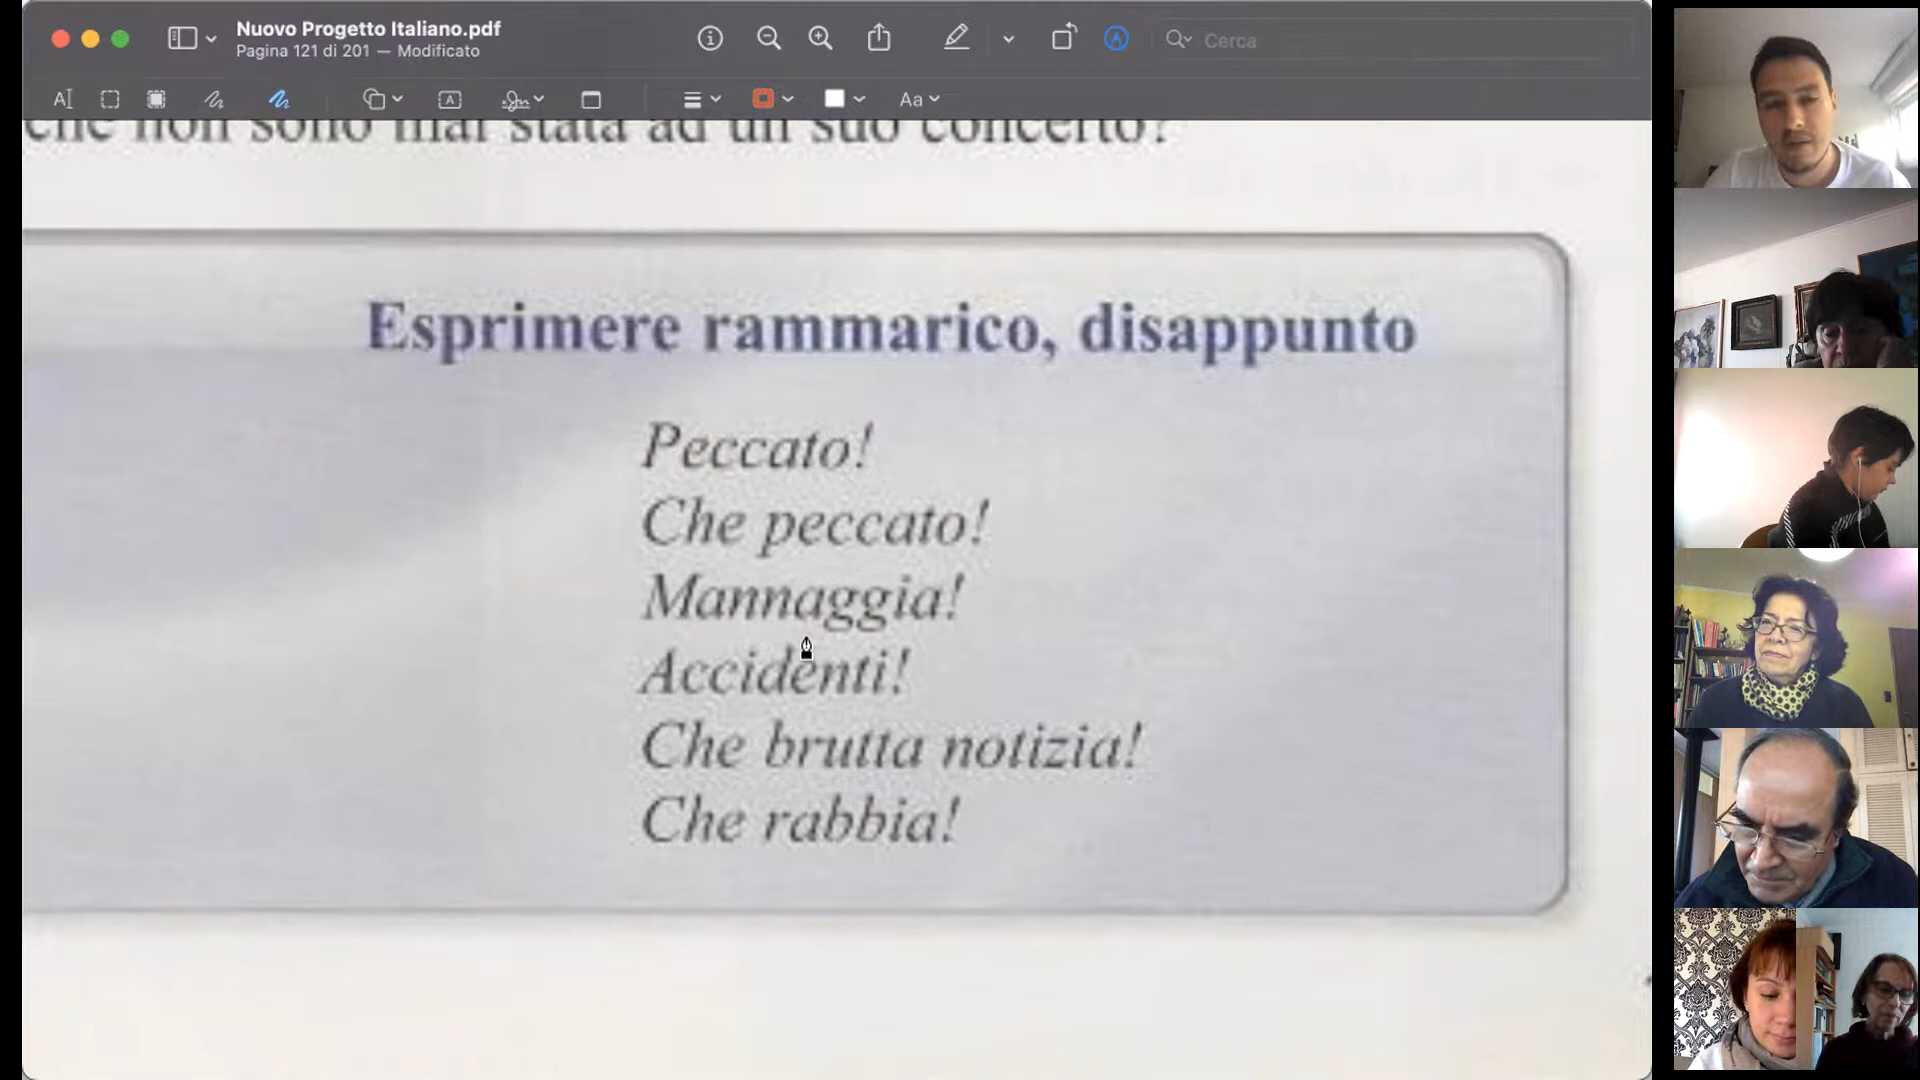 Nuovo Progetto Italiano.pdf
Pagina 121 di 201 — Modificato
Cerca
A
A
Aa
che non sono mai stata ad un suo concerto?
Esprimere rammarico, disappunto
Peccato!
Che peccato!
Mannaggia!
Accidenti!
Che brutta notizia!
Che rabbia!